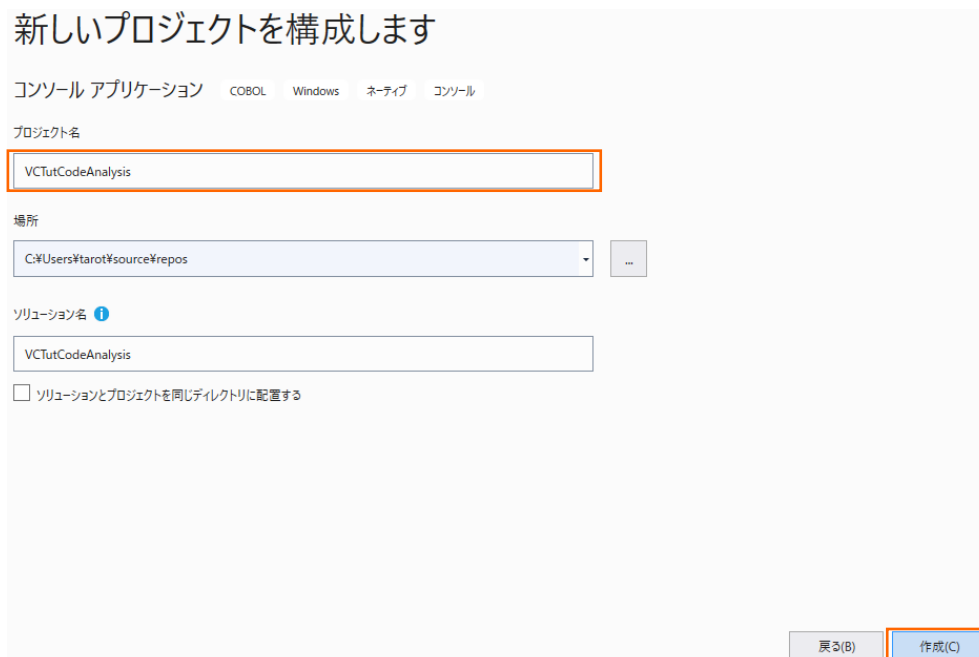 新しいプロジェクトを構成します
コンソール アプリケーション COBOL Windows ネイティブ コンソール
プロジェクト名
VCTutCodeAnalysis
場所
C:¥Users¥tarot¥source¥repos
...
ソリューション名
VCTutCodeAnalysis
ソリューションとプロジェクトを同じディレクトリに配置する
戻る(B) 作成(C)